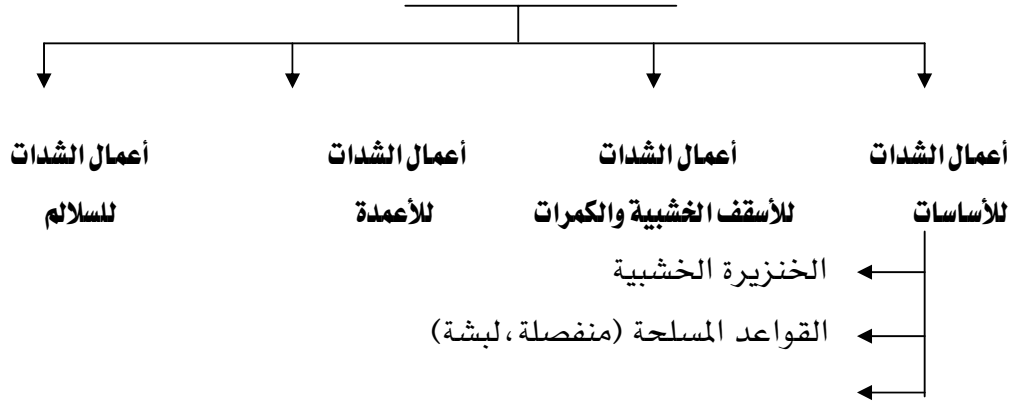 أعمال الشدات
للأساسات
أعمال الشدات
للأسقف الخشبية والكمرات
أعمال الشدات
للأعمدة
أعمال الشدات
للسلالم
الخنزيرة الخشبية
القواعد المسلحة (منفصلة،لبشة)